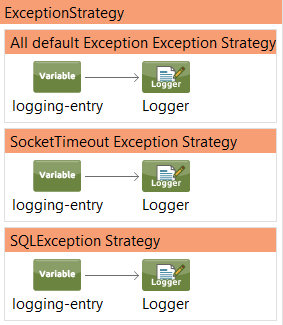 ExceptionStrategy
All default Exception Exception Strategy
Variable
Logger
logging-entry Logger
SocketTimeout Exception Strategy
Variable
Logger
logging-entry Logger
SQLException Strategy
Variable
Logger
logging-entry Logger